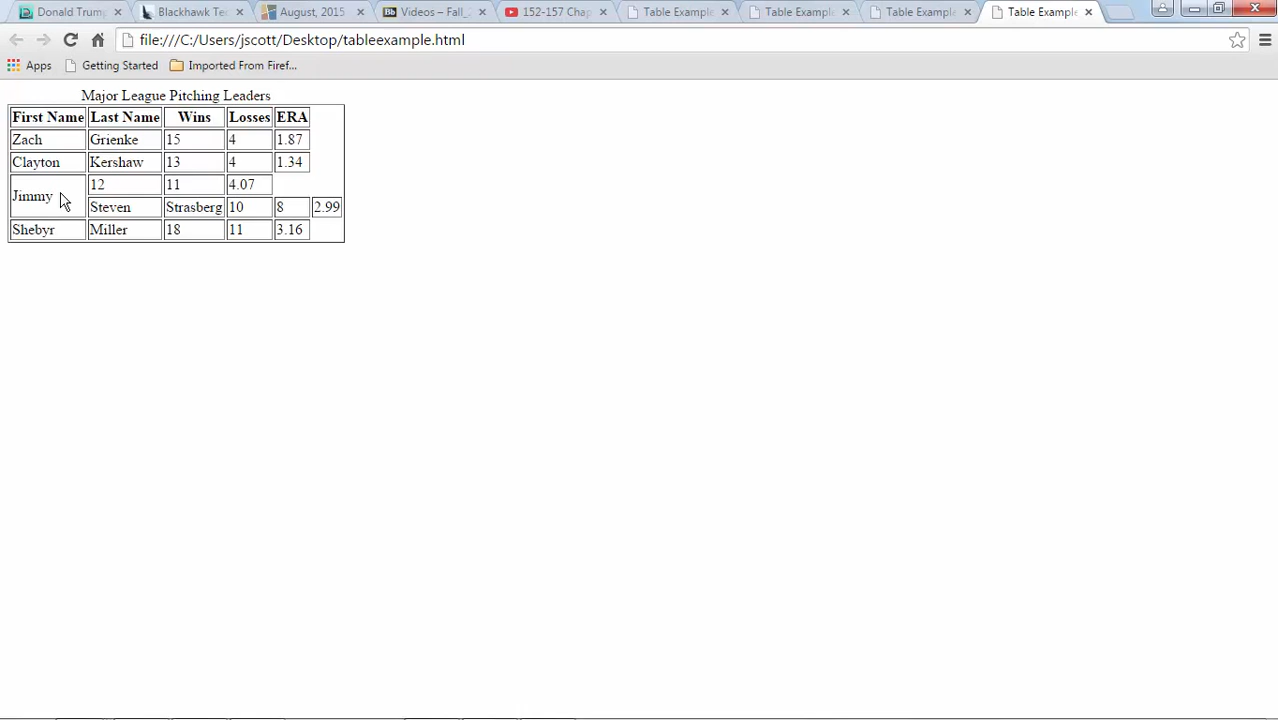 Donald Trump Blackhawk Te August, 2015 Videos – Fall_ 152-157 Chap Table Example Table Example Table Example Table Example
file:///C:/Users/jscott/Desktop/tableexample.html
Apps Getting Started Imported From Firef...
Major League Pitching Leaders
First Name Last Name Wins Losses ERA
Zach Grienke 15 4 1.87
Clayton Kershaw 13 4 1.34
Jimmy 12 11 4.07
Steven Strasberg 10 8 2.99
Shebyr Miller 18 11 3.16